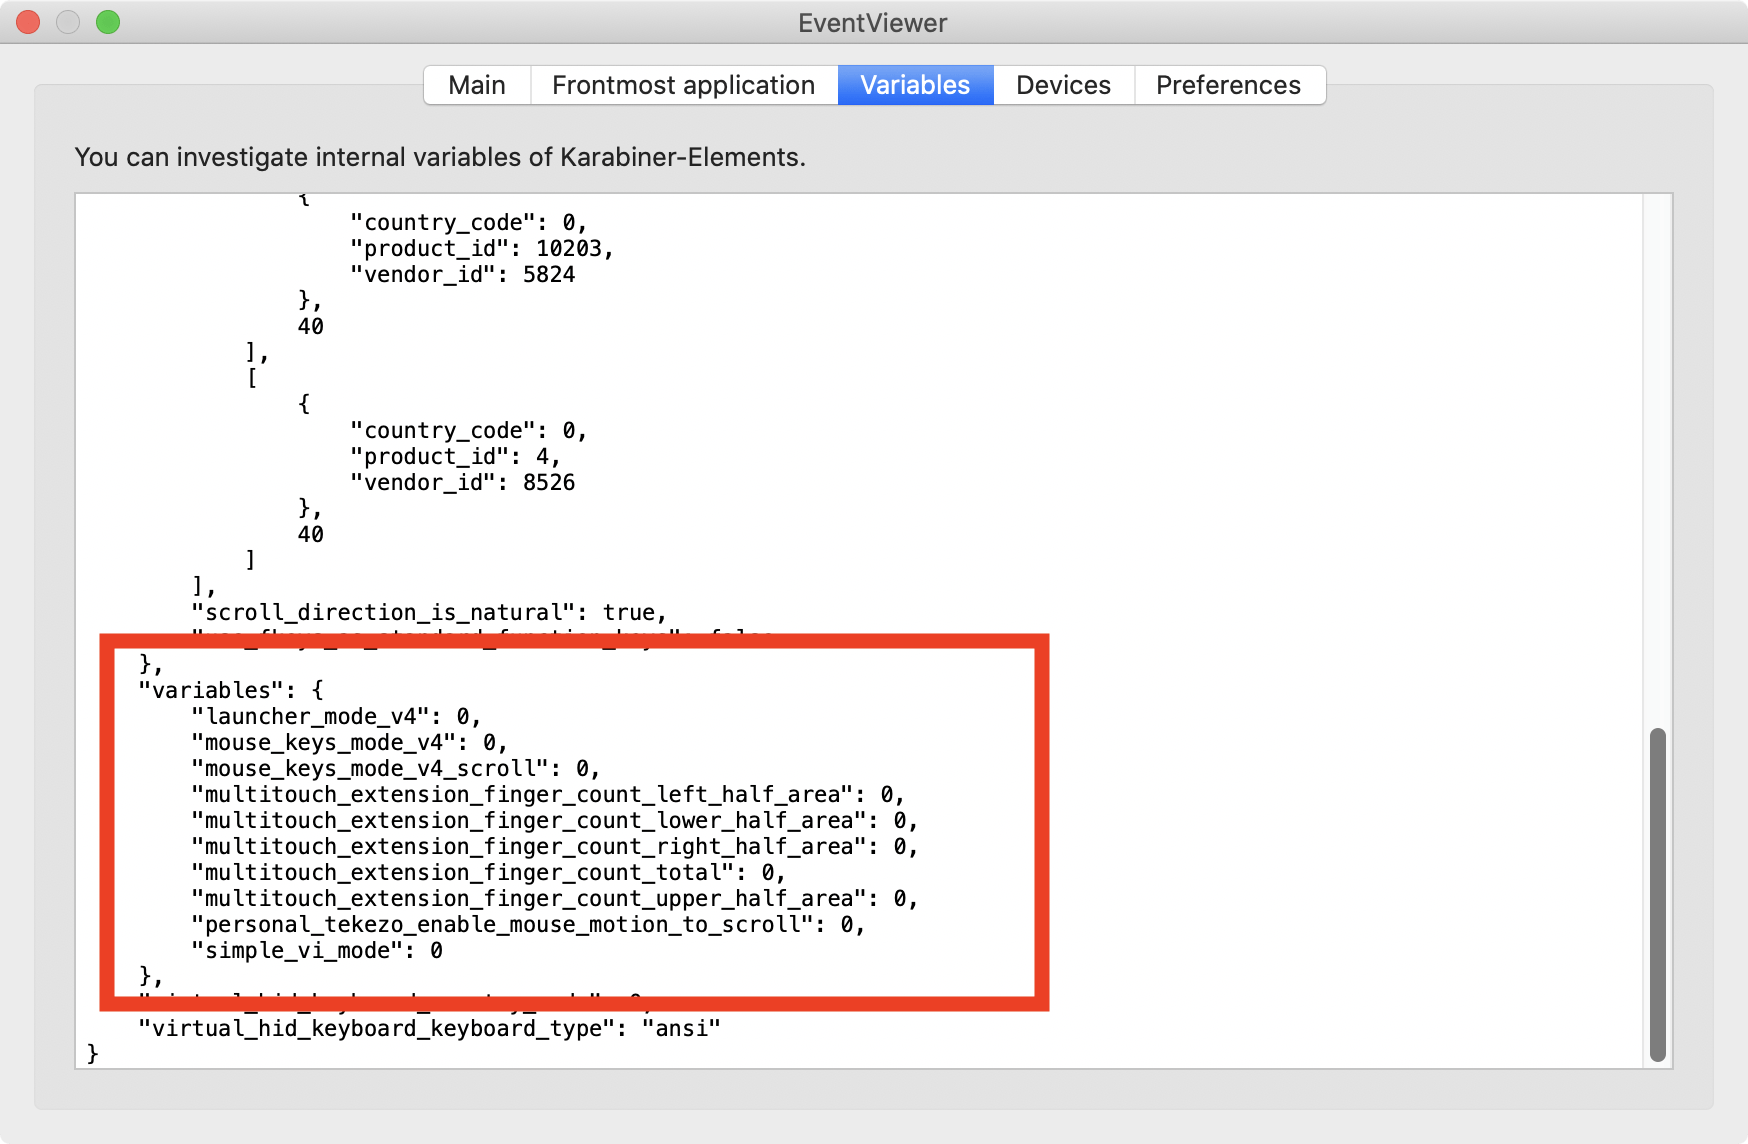 EventViewer
Main Frontmost application Variables Devices Preferences
You can investigate internal variables of Karabiner-Elements.
{
"country_code": 0,
"product_id": 10203,
"vendor_id": 5824
},
40
],
[
{
"country_code": 0,
"product_id": 4,
"vendor_id": 8526
},
40
]
],
"scroll_direction_is_natural": true,
},
"variables": {
"launcher_mode_v4": 0,
"mouse_keys_mode_v4": 0,
"mouse_keys_mode_v4_scroll": 0,
"multitouch_extension_finger_count_left_half_area": 0,
"multitouch_extension_finger_count_lower_half_area": 0,
"multitouch_extension_finger_count_right_half_area": 0,
"multitouch_extension_finger_count_total": 0,
"multitouch_extension_finger_count_upper_half_area": 0,
"personal_tekezo_enable_mouse_motion_to_scroll": 0,
"simple_vi_mode": 0
},
"virtual_hid_keyboard_keyboard_type": "ansi"
}